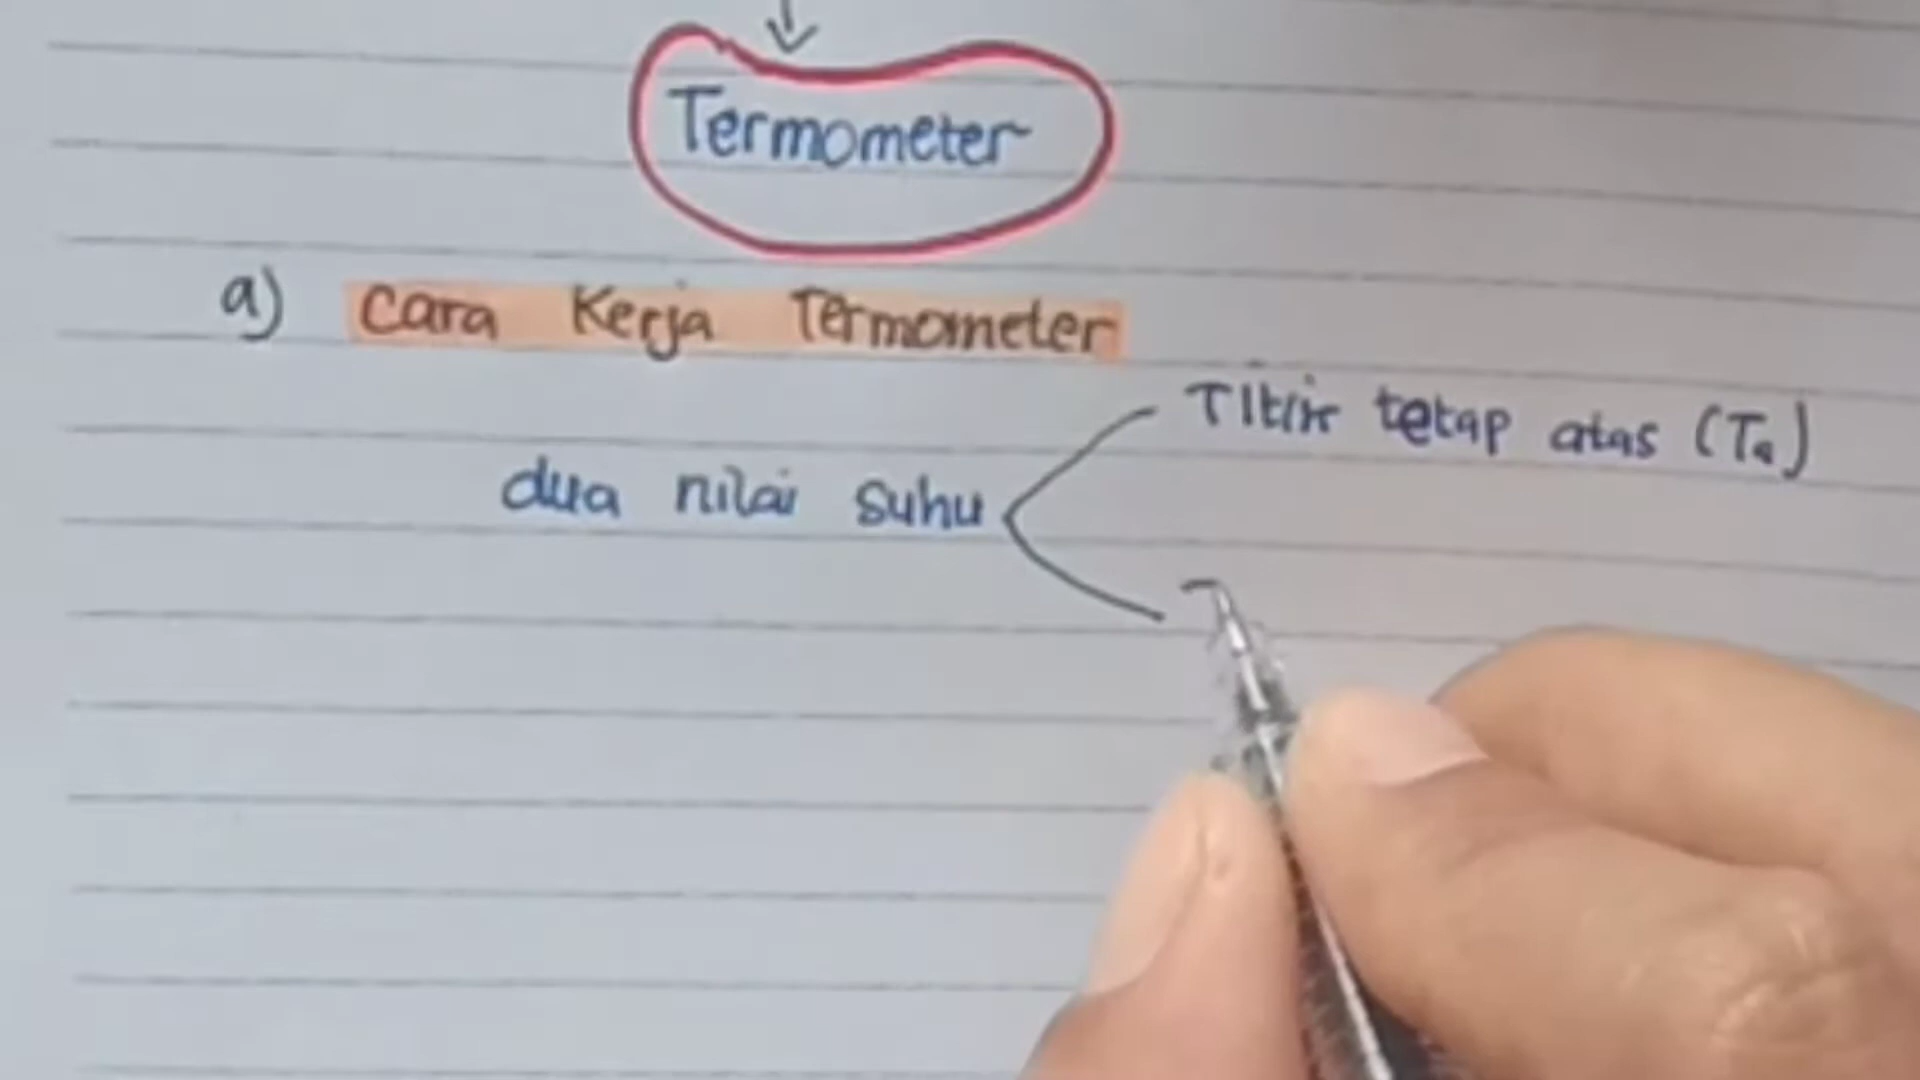 Termometer
a) Cara Kerja Termometer
Titik tetap atas (Ta)
dua nilai suhu